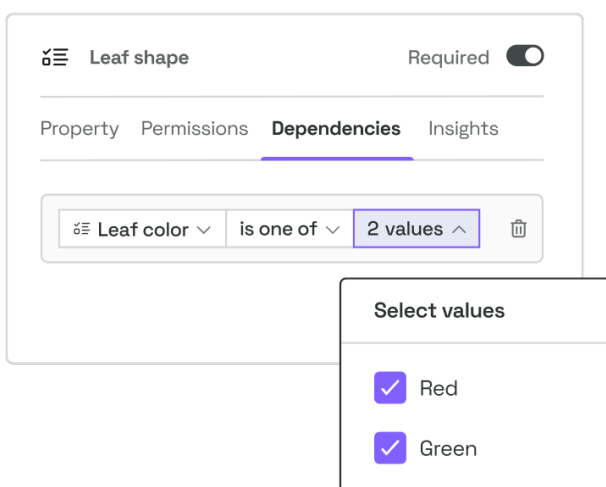 Leaf shape Required
Property Permissions Dependencies Insights
Leaf color is one of 2 values
Select values
Red
Green